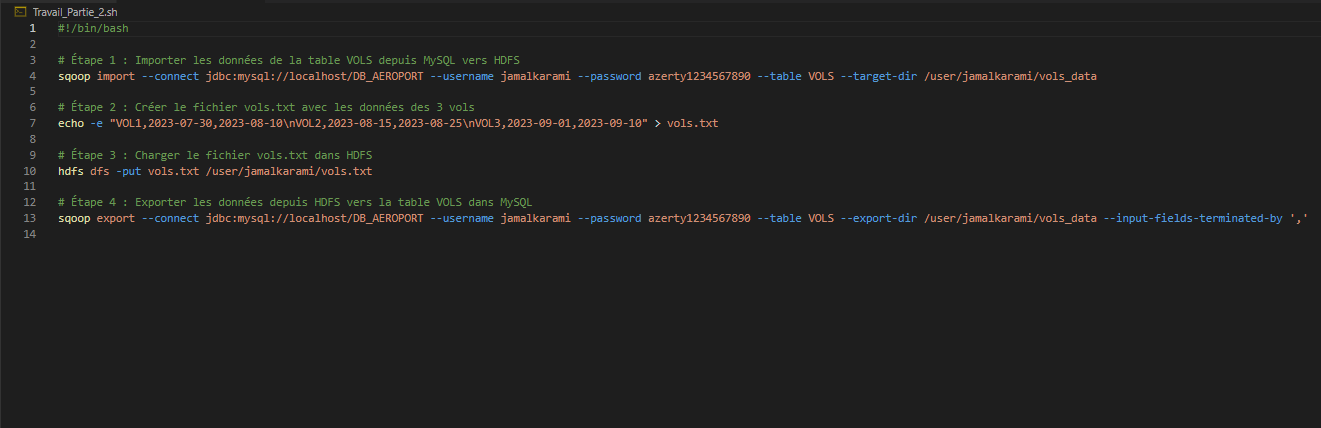 Travail_Partie_2.sh
1 #!/bin/bash
2
3 # Étape 1 : Importer les données de la table VOLS depuis MySQL vers HDFS
4 sqoop import --connect jdbc:mysql://localhost/DB_AEROPORT --username jamalkarami --password azerty1234567890 --table VOLS --target-dir /user/jamalkarami/vols_data
5
6 # Étape 2 : Créer le fichier vols.txt avec les données des 3 vols
7 echo -e "VOL1,2023-07-30,2023-08-10\nVOL2,2023-08-15,2023-08-25\nVOL3,2023-09-01,2023-09-10" > vols.txt
8
9 # Étape 3 : Charger le fichier vols.txt dans HDFS
10 hdfs dfs -put vols.txt /user/jamalkarami/vols.txt
11
12 # Étape 4 : Exporter les données depuis HDFS vers la table VOLS dans MySQL
13 sqoop export --connect jdbc:mysql://localhost/DB_AEROPORT --username jamalkarami --password azerty1234567890 --table VOLS --export-dir /user/jamalkarami/vols_data --input-fields-terminated-by ','
14